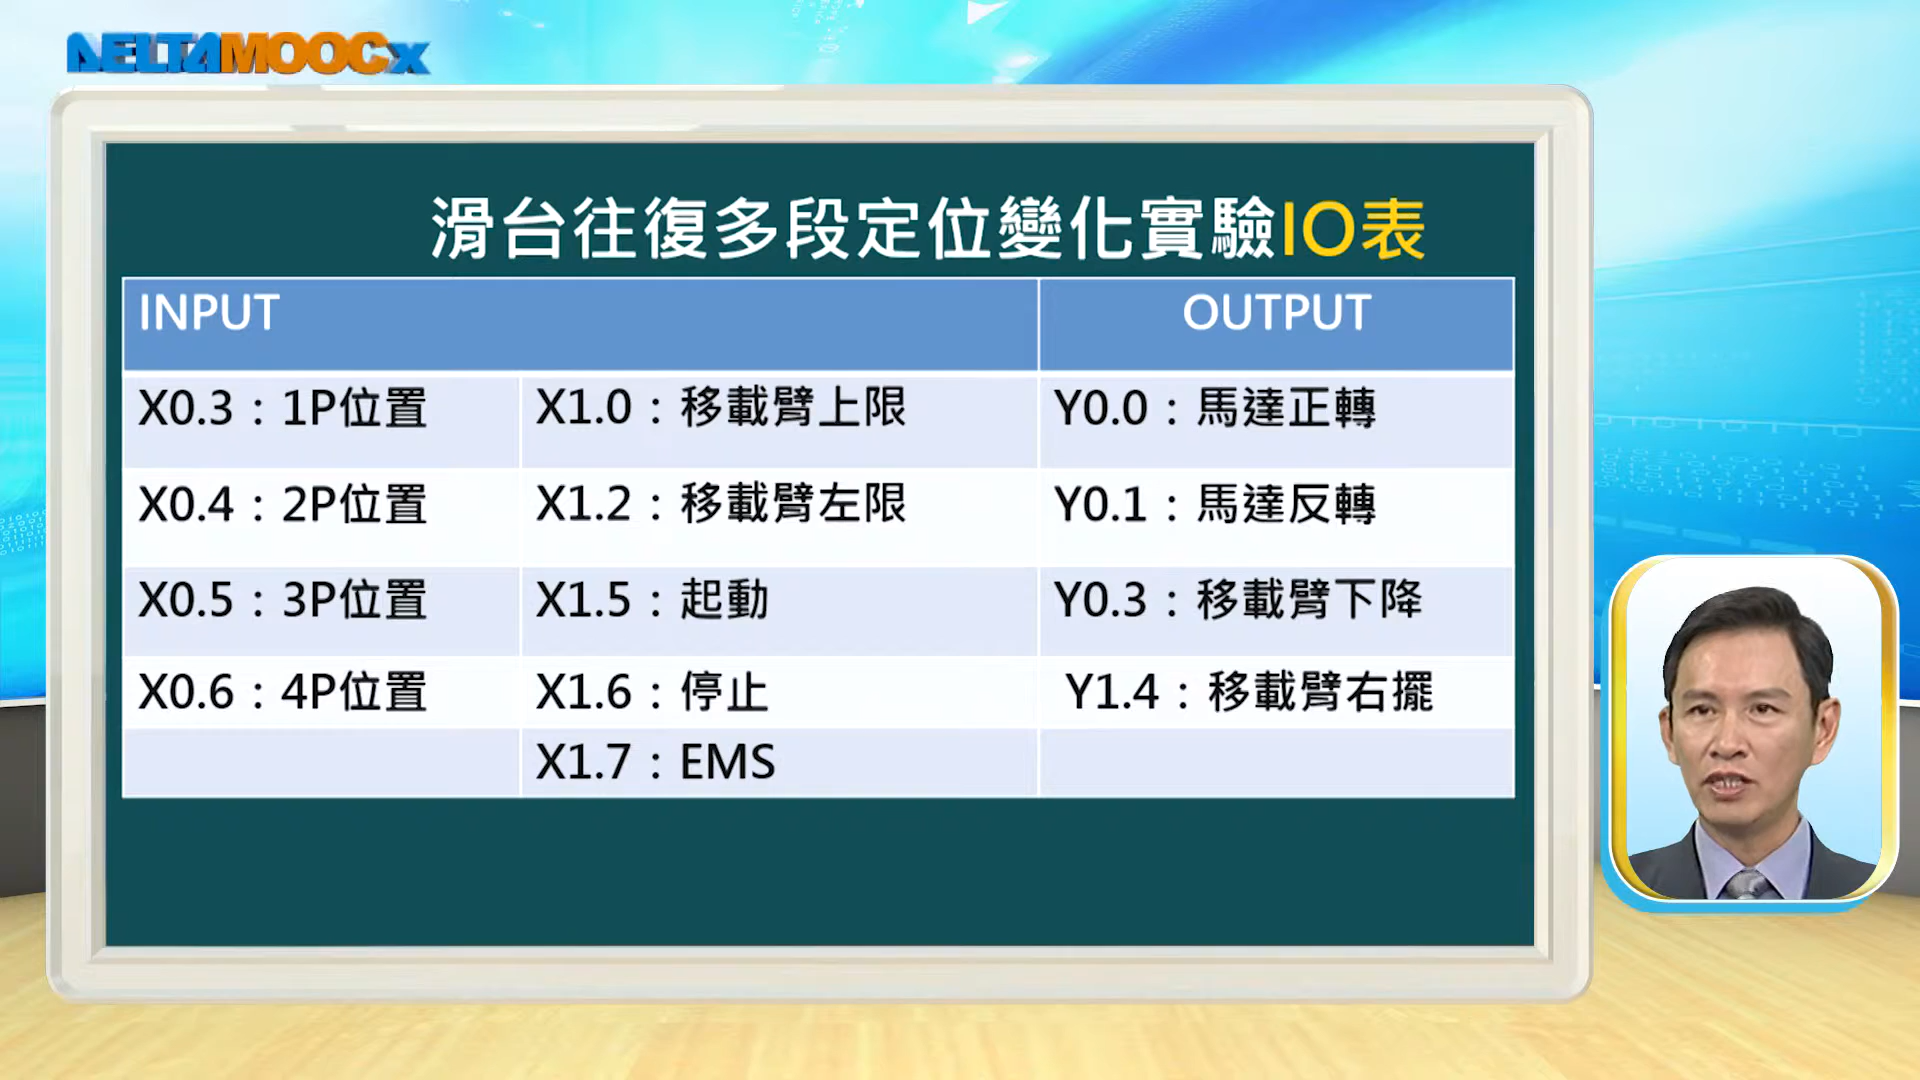 DELTAMOOCx
滑台往復多段定位變化實驗IO表
INPUT OUTPUT
X0.3：1P位置 X1.0：移載臂上限 Y0.0：馬達正轉
X0.4：2P位置 X1.2：移載臂左限 Y0.1：馬達反轉
X0.5：3P位置 X1.5：起動 Y0.3：移載臂下降
X0.6：4P位置 X1.6：停止 Y1.4：移載臂右擺
X1.7：EMS